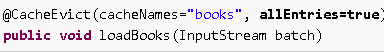 @CacheEvict(cacheNames="books", allEntries=true)
public void loadBooks(InputStream batch)